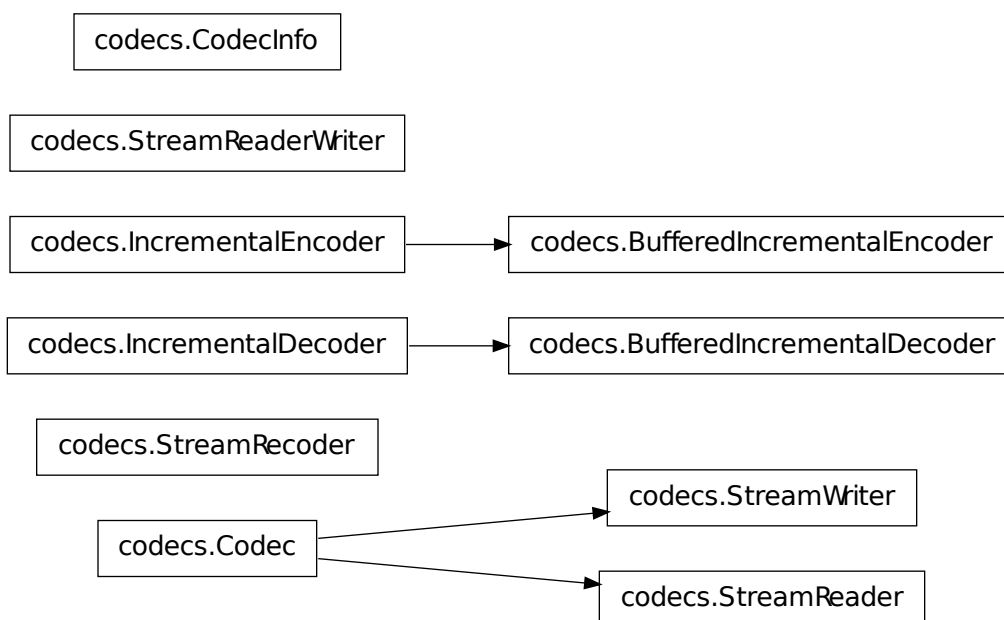 codecs.CodecInfo
codecs.StreamReaderWriter
codecs.IncrementalEncoder
codecs.BufferedIncrementalEncoder
codecs.IncrementalDecoder
codecs.BufferedIncrementalDecoder
codecs.StreamRecoder
codecs.StreamWriter
codecs.Codec
codecs.StreamReader